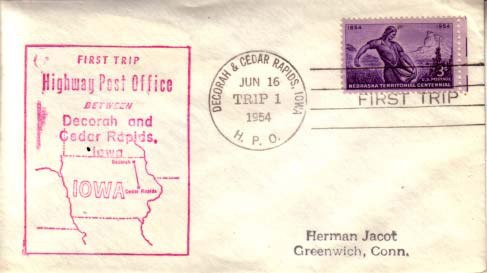 FIRST TRIP
Highway Post Office
BETWEEN
Decorah and
Cedar Rapids,
Iowa
Decorah
IOWA
Cedar Rapids
DECORAH & CEDAR RAPIDS, IOWA
JUN 16
TRIP 1
1954
H. P. O.
1854 1954
3¢
U.S. POSTAGE
NEBRASKA TERRITORIAL CENTENNIAL
FIRST TRIP
Herman Jacot
Greenwich, Conn.